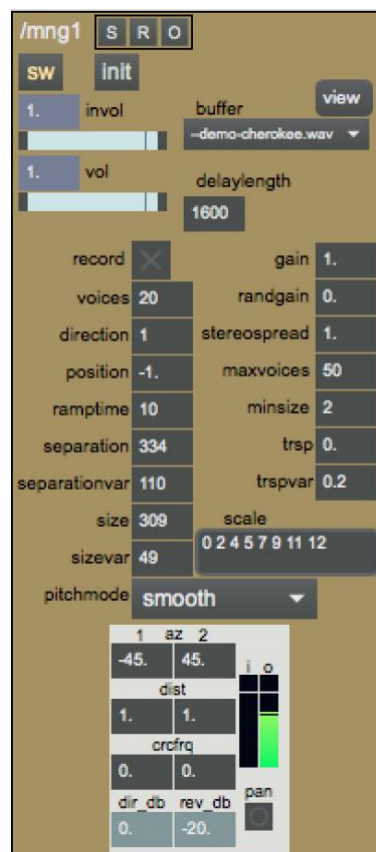 /mng1 S R O
sw init
1. invol buffer view
--demo-cherokee.wav
1. vol delaylength
1600
record gain 1.
voices 20 randgain 0.
direction 1 stereospread 1.
position -1. maxvoices 50
ramptime 10 minsize 2
separation 334 trsp 0.
separationvar 110 trspvar 0.2
size 309 scale
sizevar 49 0 2 4 5 7 9 11 12
pitchmode smooth
1 az 2
-45. 45. i o
dist
1. 1.
crcfrq
0. 0.
dir_db rev_db pan
0. -20.